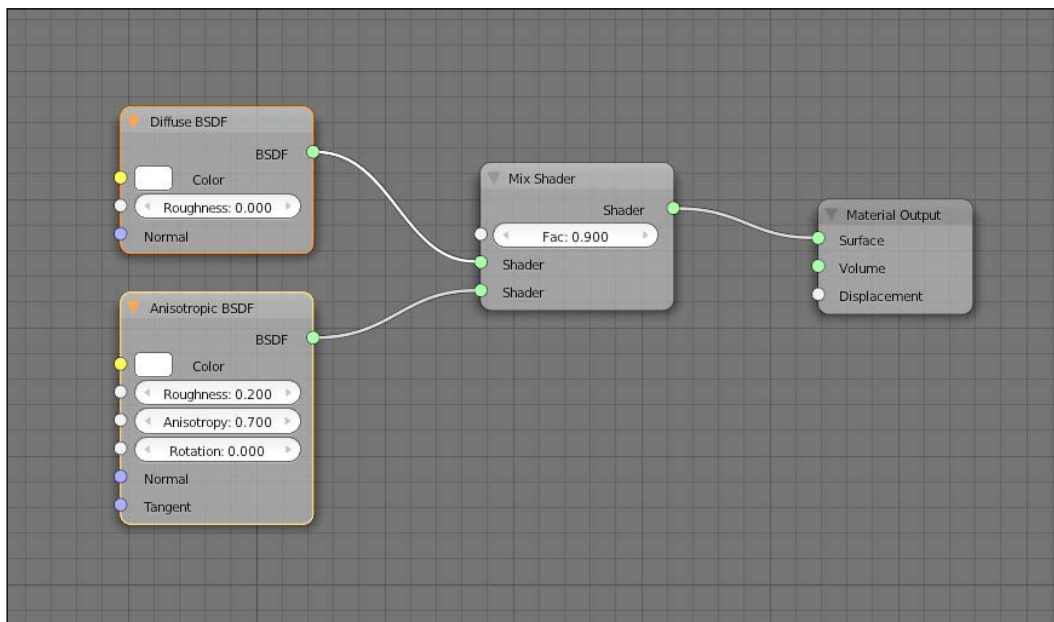 Diffuse BSDF
BSDF
Color
Roughness: 0.000
Normal
Anisotropic BSDF
BSDF
Color
Roughness: 0.200
Anisotropy: 0.700
Rotation: 0.000
Normal
Tangent
Mix Shader
Shader
Fac: 0.900
Shader
Shader
Material Output
Surface
Volume
Displacement